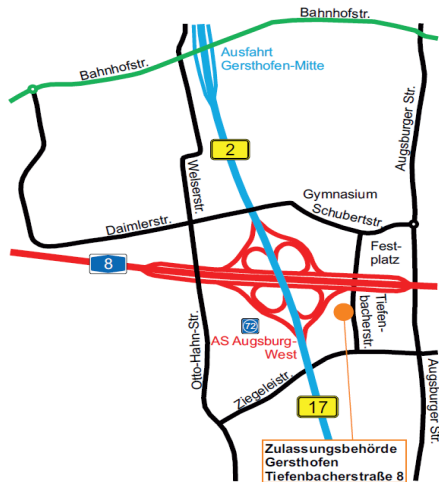 Bahnhofstr.
Bahnhofstr.
Ausfahrt
Gersthofen-Mitte
Augsburger Str.
2
Welserstr.
Gymnasium
Schubertstr.
Daimlerstr.
Fest-
platz
8
Tiefen-
bacherstr.
72
AS Augsburg-
West
Otto-Hahn-Str.
Ziegeleistr.
17
Augsburger Str.
Zulassungsbehörde
Gersthofen
Tiefenbacherstraße 8